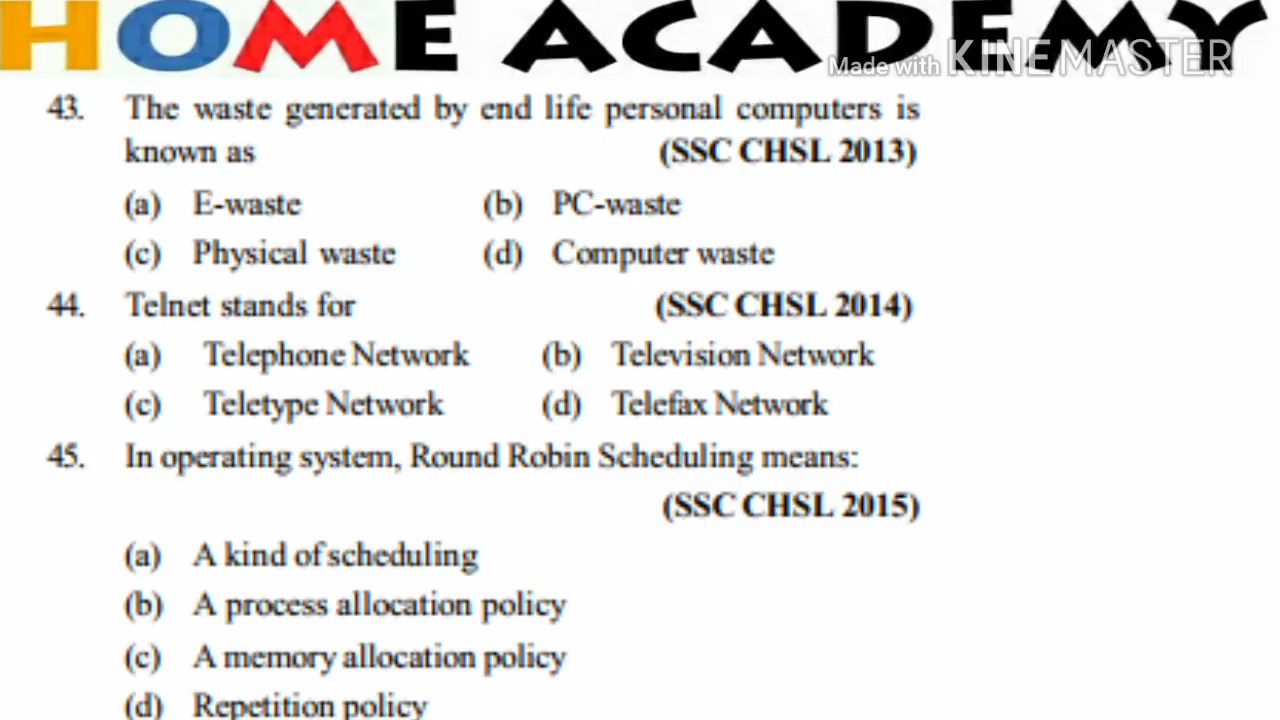 HOME ACADEMY
Made with KINEMASTER
43. The waste generated by end life personal computers is
known as (SSC CHSL 2013)
(a) E-waste (b) PC-waste
(c) Physical waste (d) Computer waste
44. Telnet stands for (SSC CHSL 2014)
(a) Telephone Network (b) Television Network
(c) Teletype Network (d) Telefax Network
45. In operating system, Round Robin Scheduling means:
(SSC CHSL 2015)
(a) A kind of scheduling
(b) A process allocation policy
(c) A memory allocation policy
(d) Repetition policy